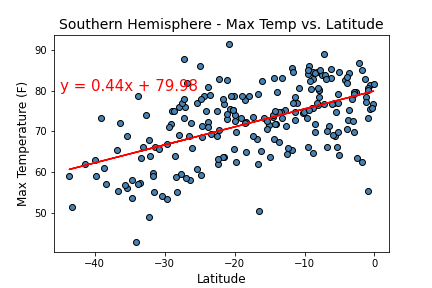 Southern Hemisphere - Max Temp vs. Latitude
y = 0.44x + 79.98
Max Temperature (F)
90
80
70
60
50
−40
−30
−20
−10
0
Latitude